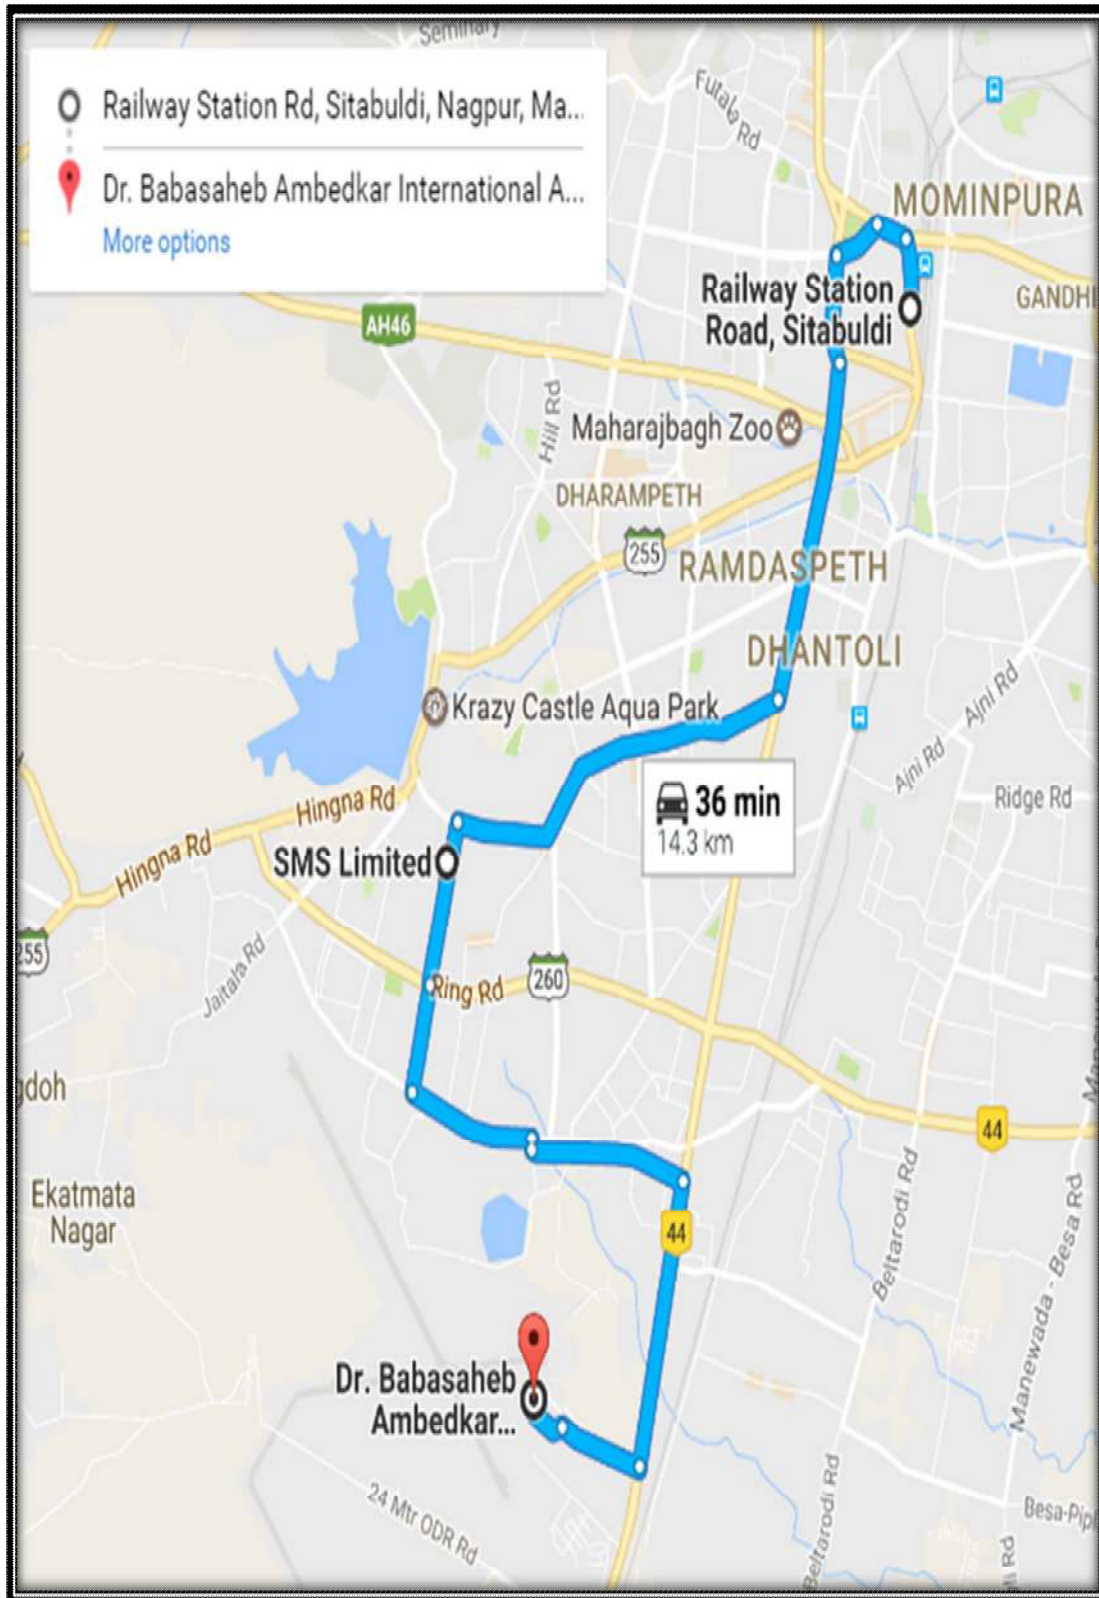 Seminary
Railway Station Rd, Sitabuldi, Nagpur, Ma...
Dr. Babasaheb Ambedkar International A...
More options
Futala Rd
MOMINPURA
Railway Station
Road, Sitabuldi
GANDHI
AH46
Hill Rd
Maharajbagh Zoo
DHARAMPETH
255
RAMDASPETH
DHANTOLI
Krazy Castle Aqua Park
Ajni Rd
Ajni Rd
36 min
14.3 km
Ridge Rd
Hingna Rd
Hingna Rd
SMS Limited
255
Jaitala Rd
Ring Rd
260
gdoh
44
Ekatmata
Nagar
44
Beltarodi Rd
Manewada - Besa Rd
Dr. Babasaheb
Ambedkar...
24 Mtr ODR Rd
Beltarodi Rd
Besa-Pipl
Rd